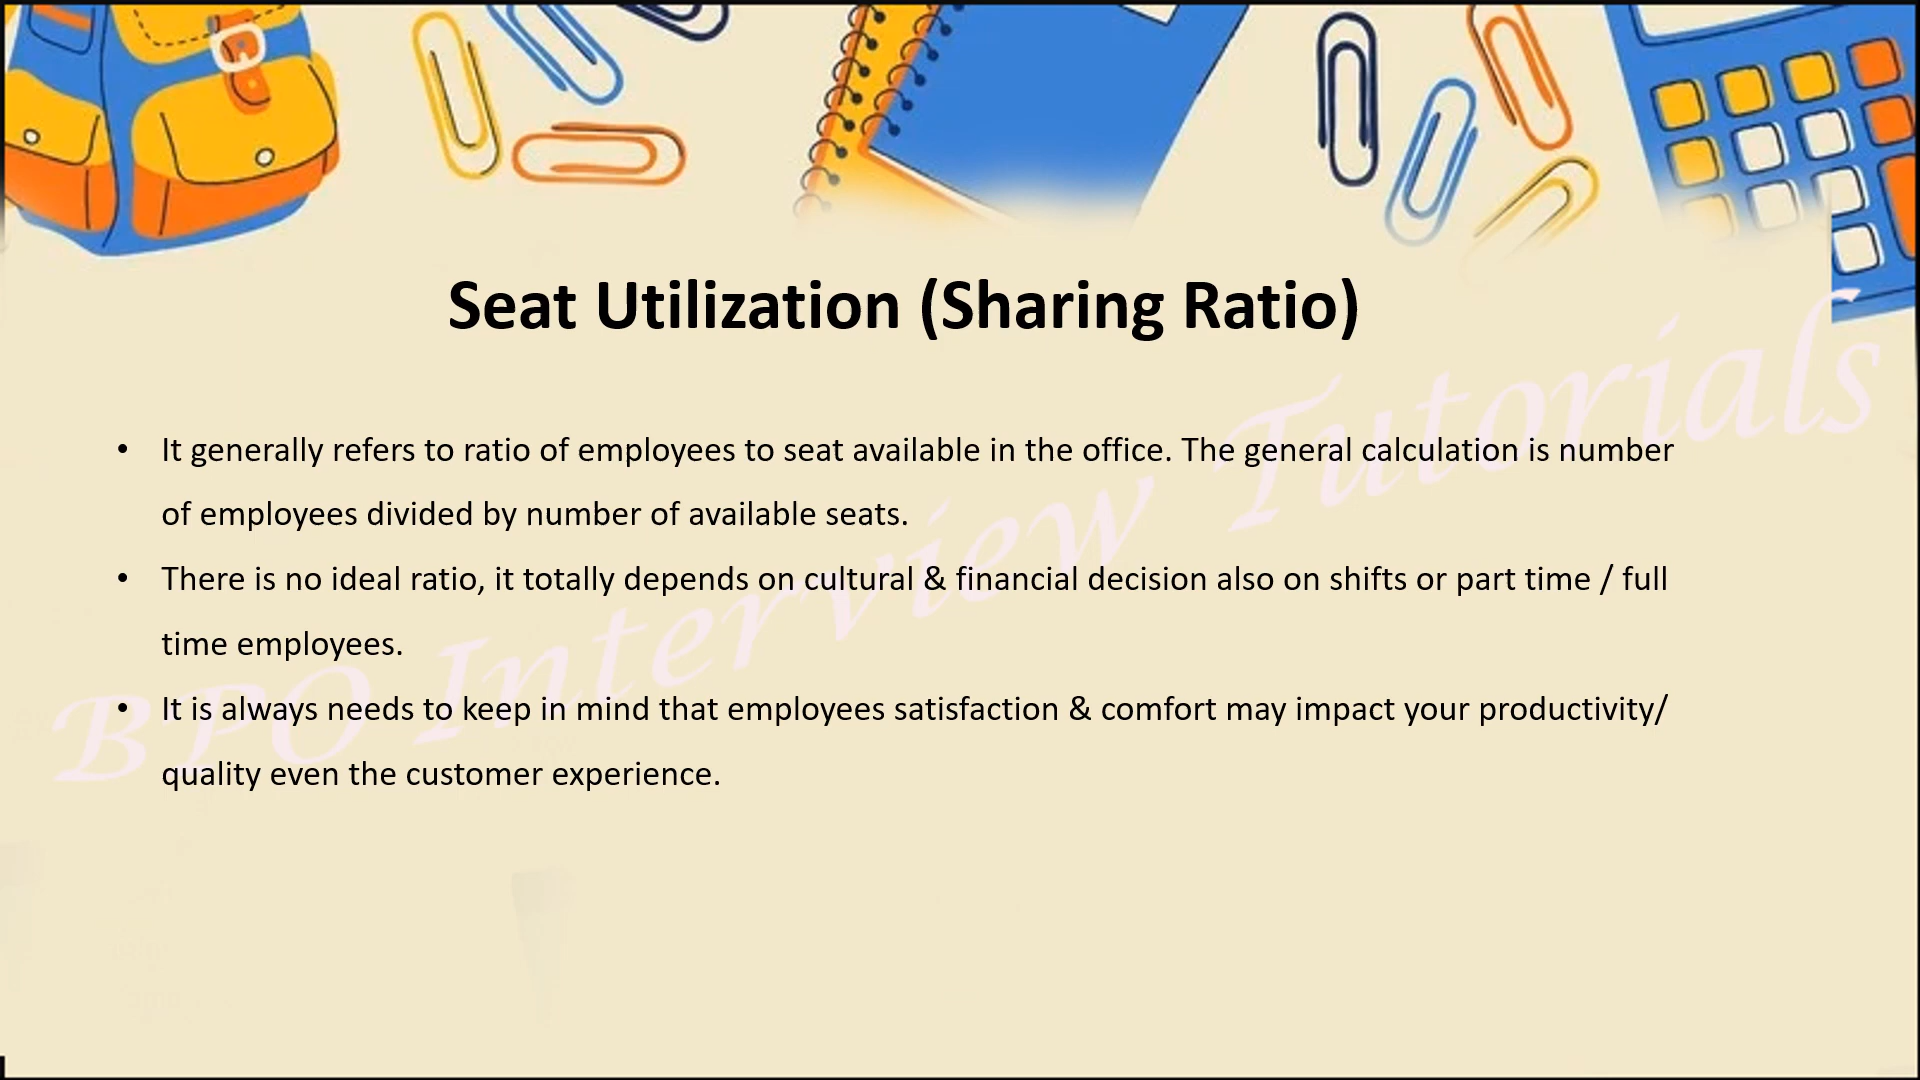 Seat Utilization (Sharing Ratio)
• It generally refers to ratio of employees to seat available in the office. The general calculation is number
of employees divided by number of available seats.
• There is no ideal ratio, it totally depends on cultural & financial decision also on shifts or part time / full
time employees.
• It is always needs to keep in mind that employees satisfaction & comfort may impact your productivity/
quality even the customer experience.
BPO Interview Tutorials